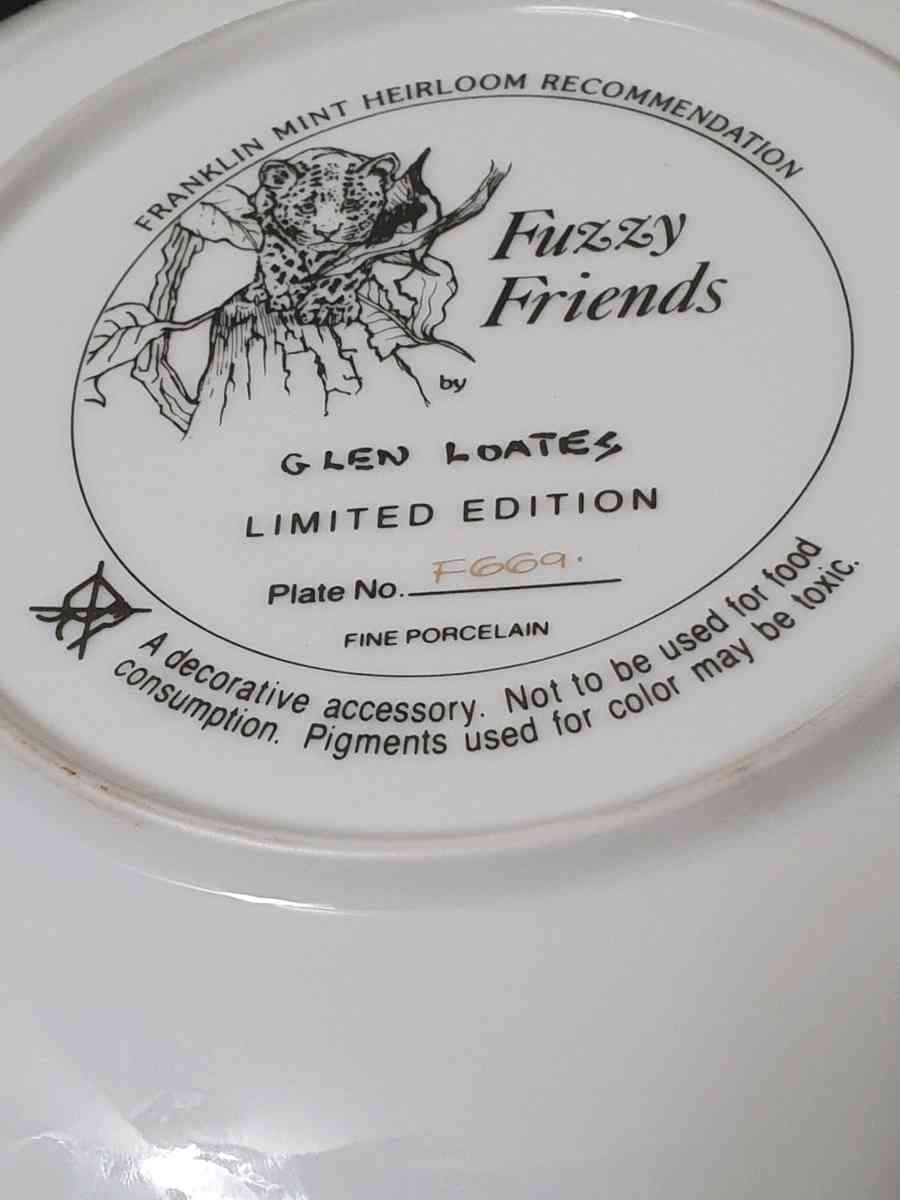 FRANKLIN MINT HEIRLOOM RECOMMENDATION
Fuzzy
Friends
by
GLEN LOATES
LIMITED EDITION
Plate No. F669.
FINE PORCELAIN
A decorative accessory. Not to be used for food
consumption. Pigments used for color may be toxic.